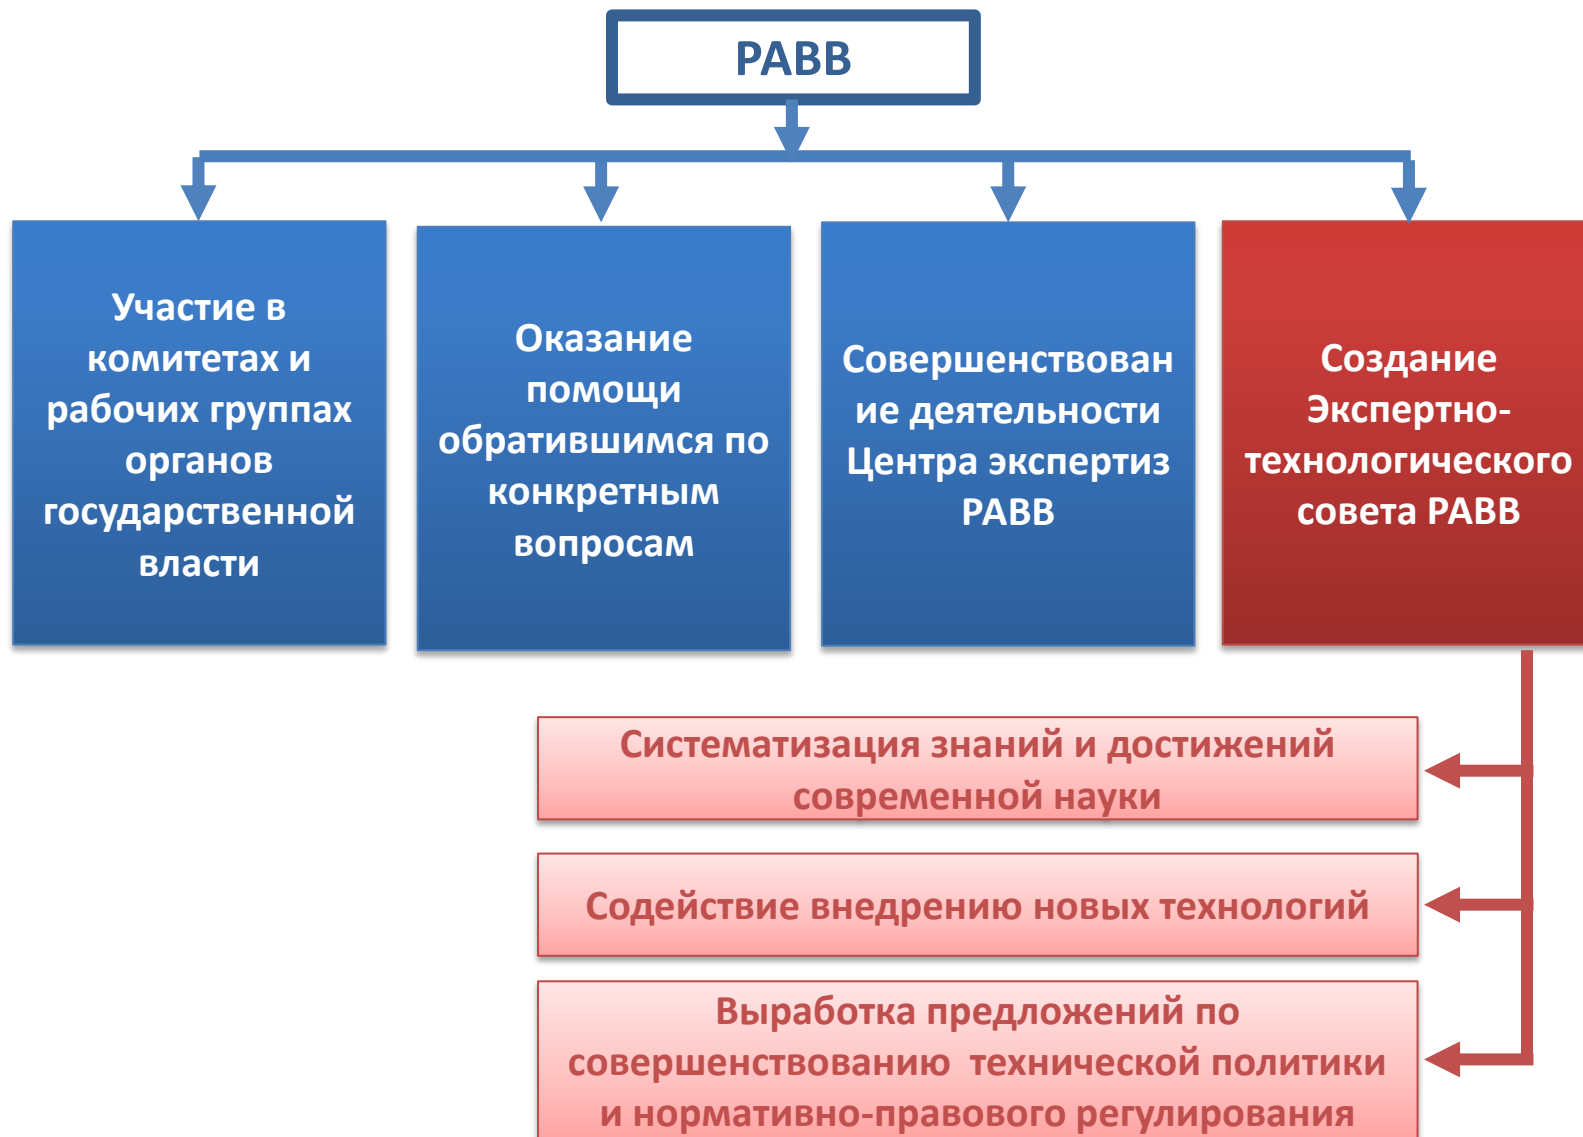 РАВВ
Участие в
комитетах и
рабочих группах
органов
государственной
власти
Оказание
помощи
обратившимся по
конкретным
вопросам
Совершенствован
ие деятельности
Центра экспертиз
РАВВ
Создание
Экспертно-
технологического
совета РАВВ
Систематизация знаний и достижений
современной науки
Содействие внедрению новых технологий
Выработка предложений по
совершенствованию технической политики
и нормативно-правового регулирования